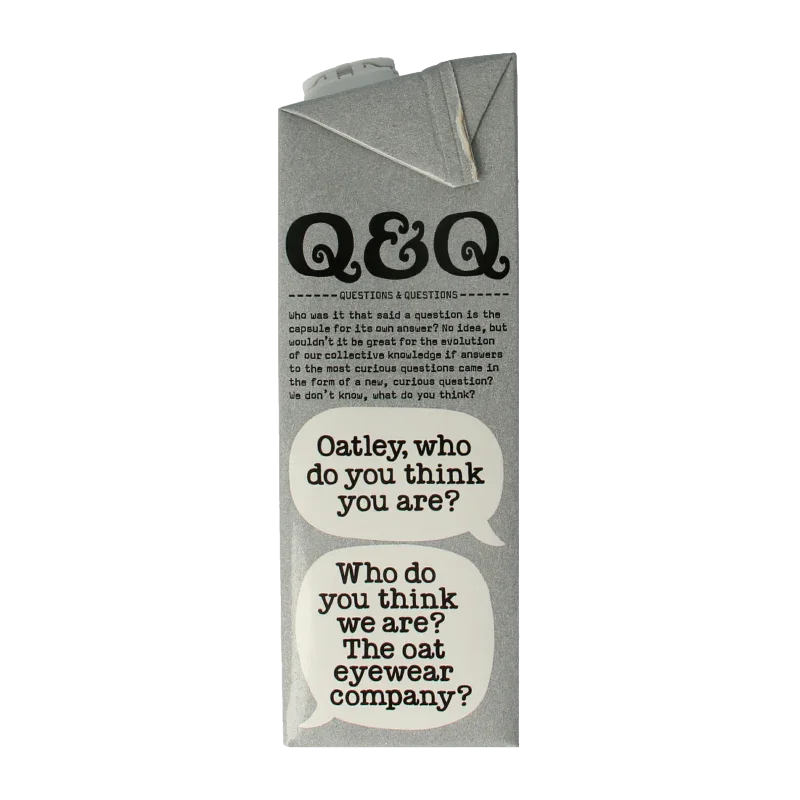 Q&Q
QUESTIONS & QUESTIONS
Who was it that said a question is the
capsule for its own answer? No idea, but
wouldn't it be great for the evolution
of our collective knowledge if answers
to the most curious questions came in
the form of a new, curious question?
We don't know, what do you think?
Oatley, who
do you think
you are?
Who do
you think
we are?
The oat
eyewear
company?